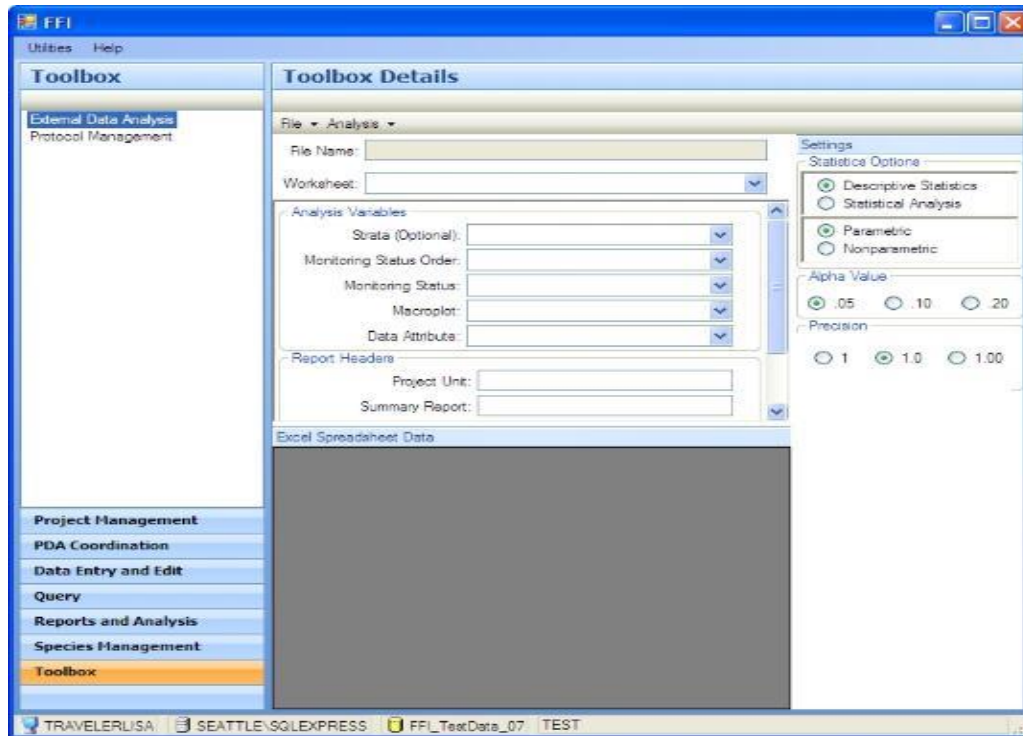 FFI
Utilities Help
Toolbox
External Data Analysis
Protocol Management
Project Management
PDA Coordination
Data Entry and Edit
Query
Reports and Analysis
Species Management
Toolbox
Toolbox Details
File Analysis
File Name:
Worksheet:
Analysis Variables
Strata (Optional):
Monitoring Status Order:
Monitoring Status:
Macroplot:
Data Attribute:
Report Headers
Project Unit:
Summary Report:
Excel Spreadsheet Data
Settings
Statistics Options
Descriptive Statistics
Statistical Analysis
Parametric
Nonparametric
Alpha Value
.05 .10 .20
Precision
1 1.0 1.00
TRAVELERLISA SEATTLE\SQLEXPRESS FFI_TestData_07 TEST